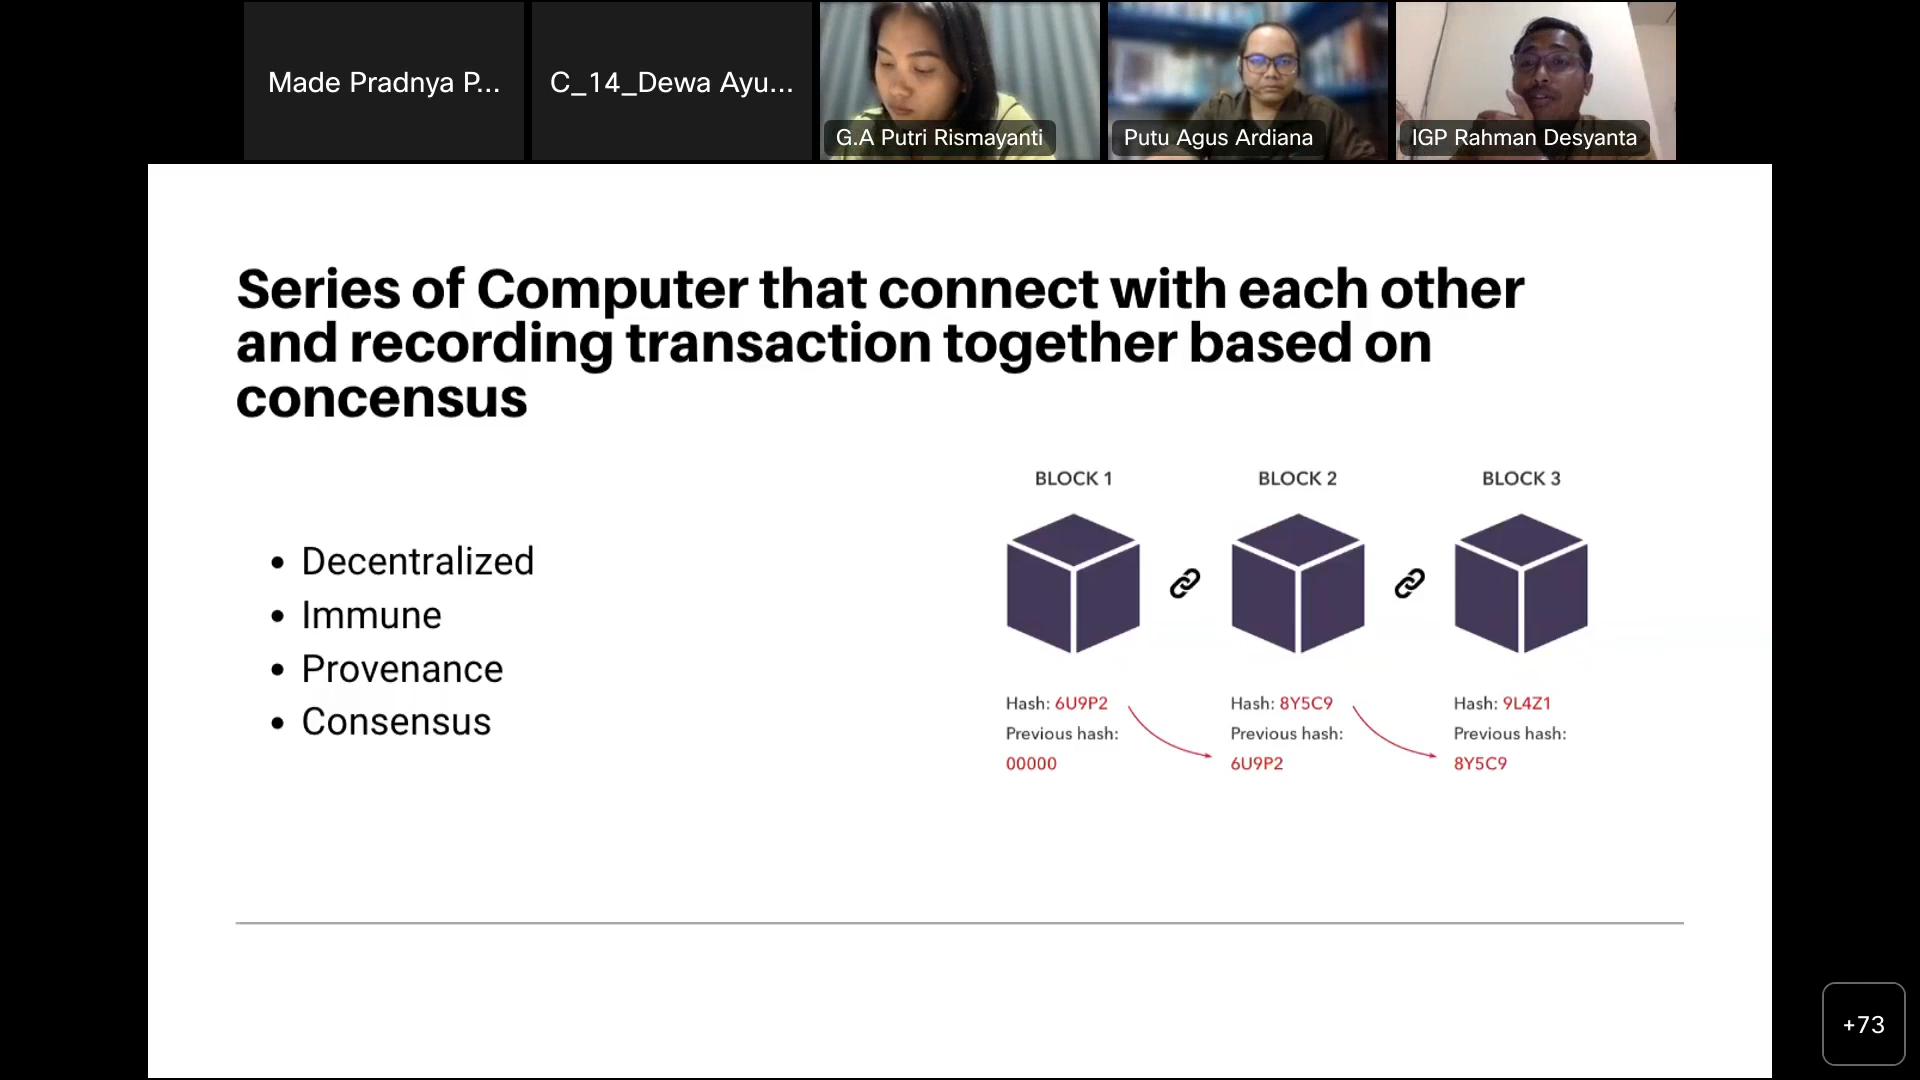 Made Pradnya P...
C_14_Dewa Ayu...
G.A Putri Rismayanti
Putu Agus Ardiana
IGP Rahman Desyanta
Series of Computer that connect with each other
and recording transaction together based on
concensus
• Decentralized
• Immune
• Provenance
• Consensus
BLOCK 1
BLOCK 2
BLOCK 3
Hash: 6U9P2
Previous hash:
00000
Hash: 8Y5C9
Previous hash:
6U9P2
Hash: 9L4Z1
Previous hash:
8Y5C9
+73